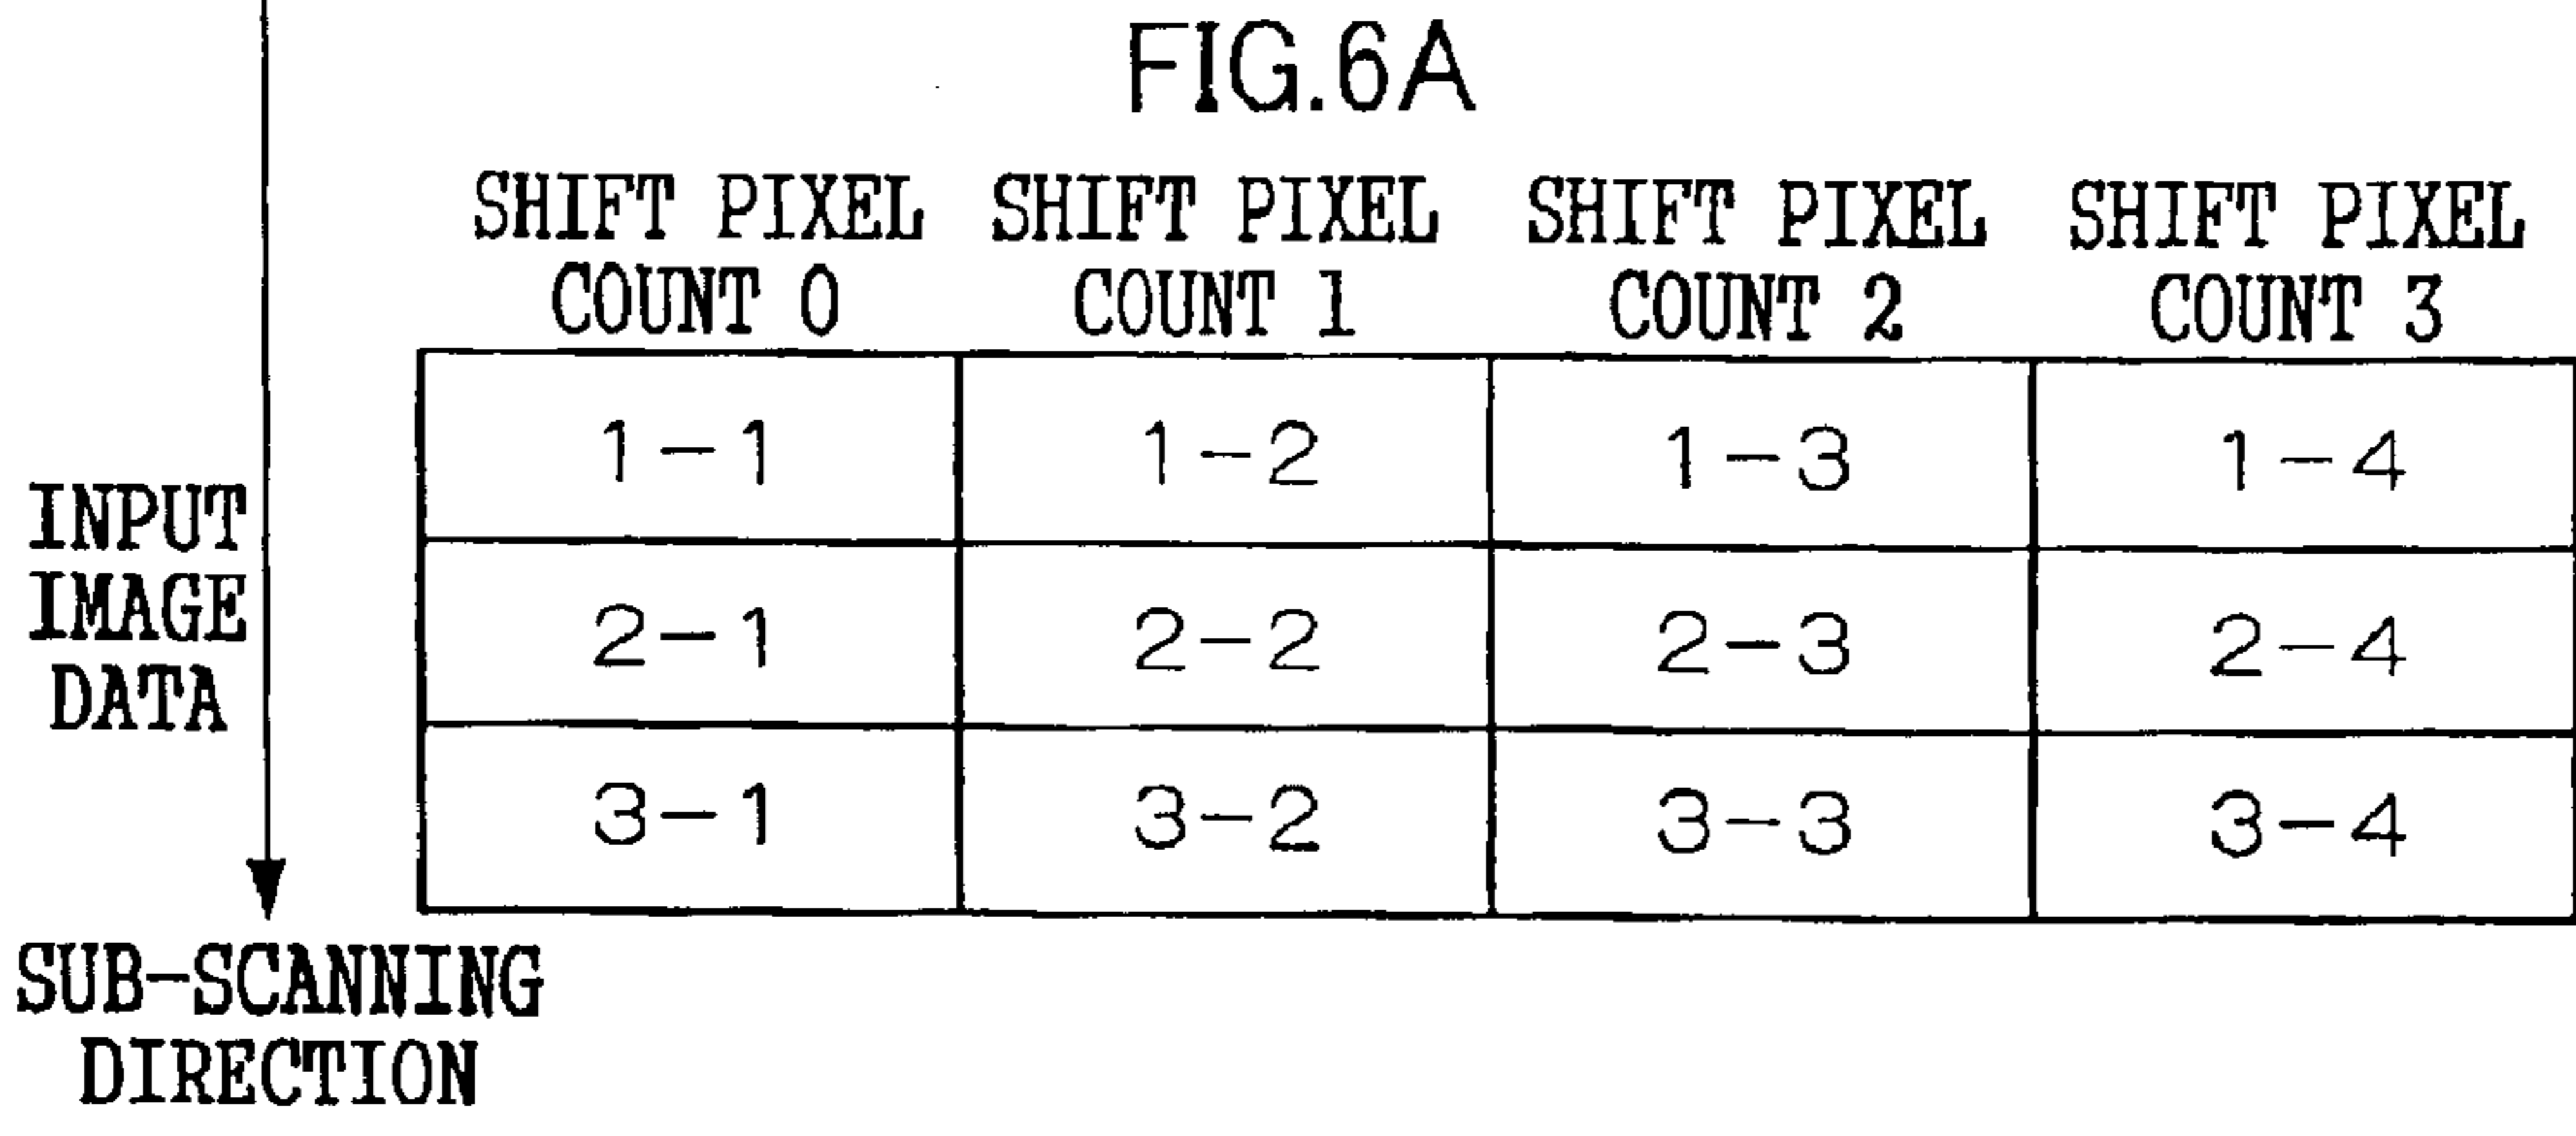 FIG.6A
SHIFT PIXEL COUNT 0
SHIFT PIXEL COUNT 1
SHIFT PIXEL COUNT 2
SHIFT PIXEL COUNT 3
1-1 1-2 1-3 1-4
2-1 2-2 2-3 2-4
3-1 3-2 3-3 3-4
INPUT
IMAGE
DATA
SUB-SCANNING
DIRECTION